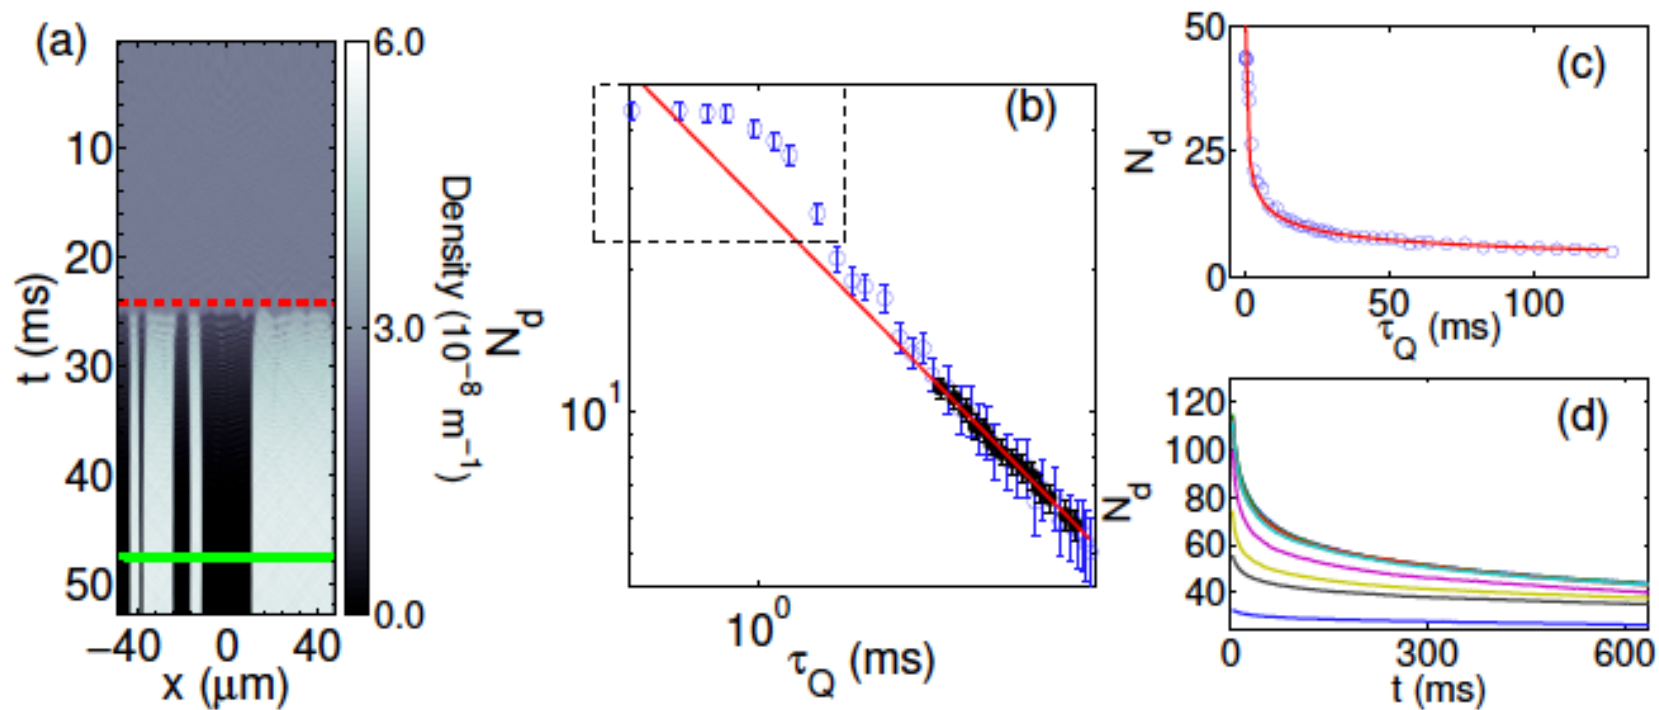 (a)
6.0
3.0
0.0
Density (10⁻⁸ m⁻¹)
10
20
30
40
50
t (ms)
−40 0 40
x (μm)
(b)
N_d
10¹
10⁰
τ_Q (ms)
(c)
50
25
0
N_d
0 50 100
τ_Q (ms)
(d)
120
100
80
60
40
N_d
0 300 600
t (ms)